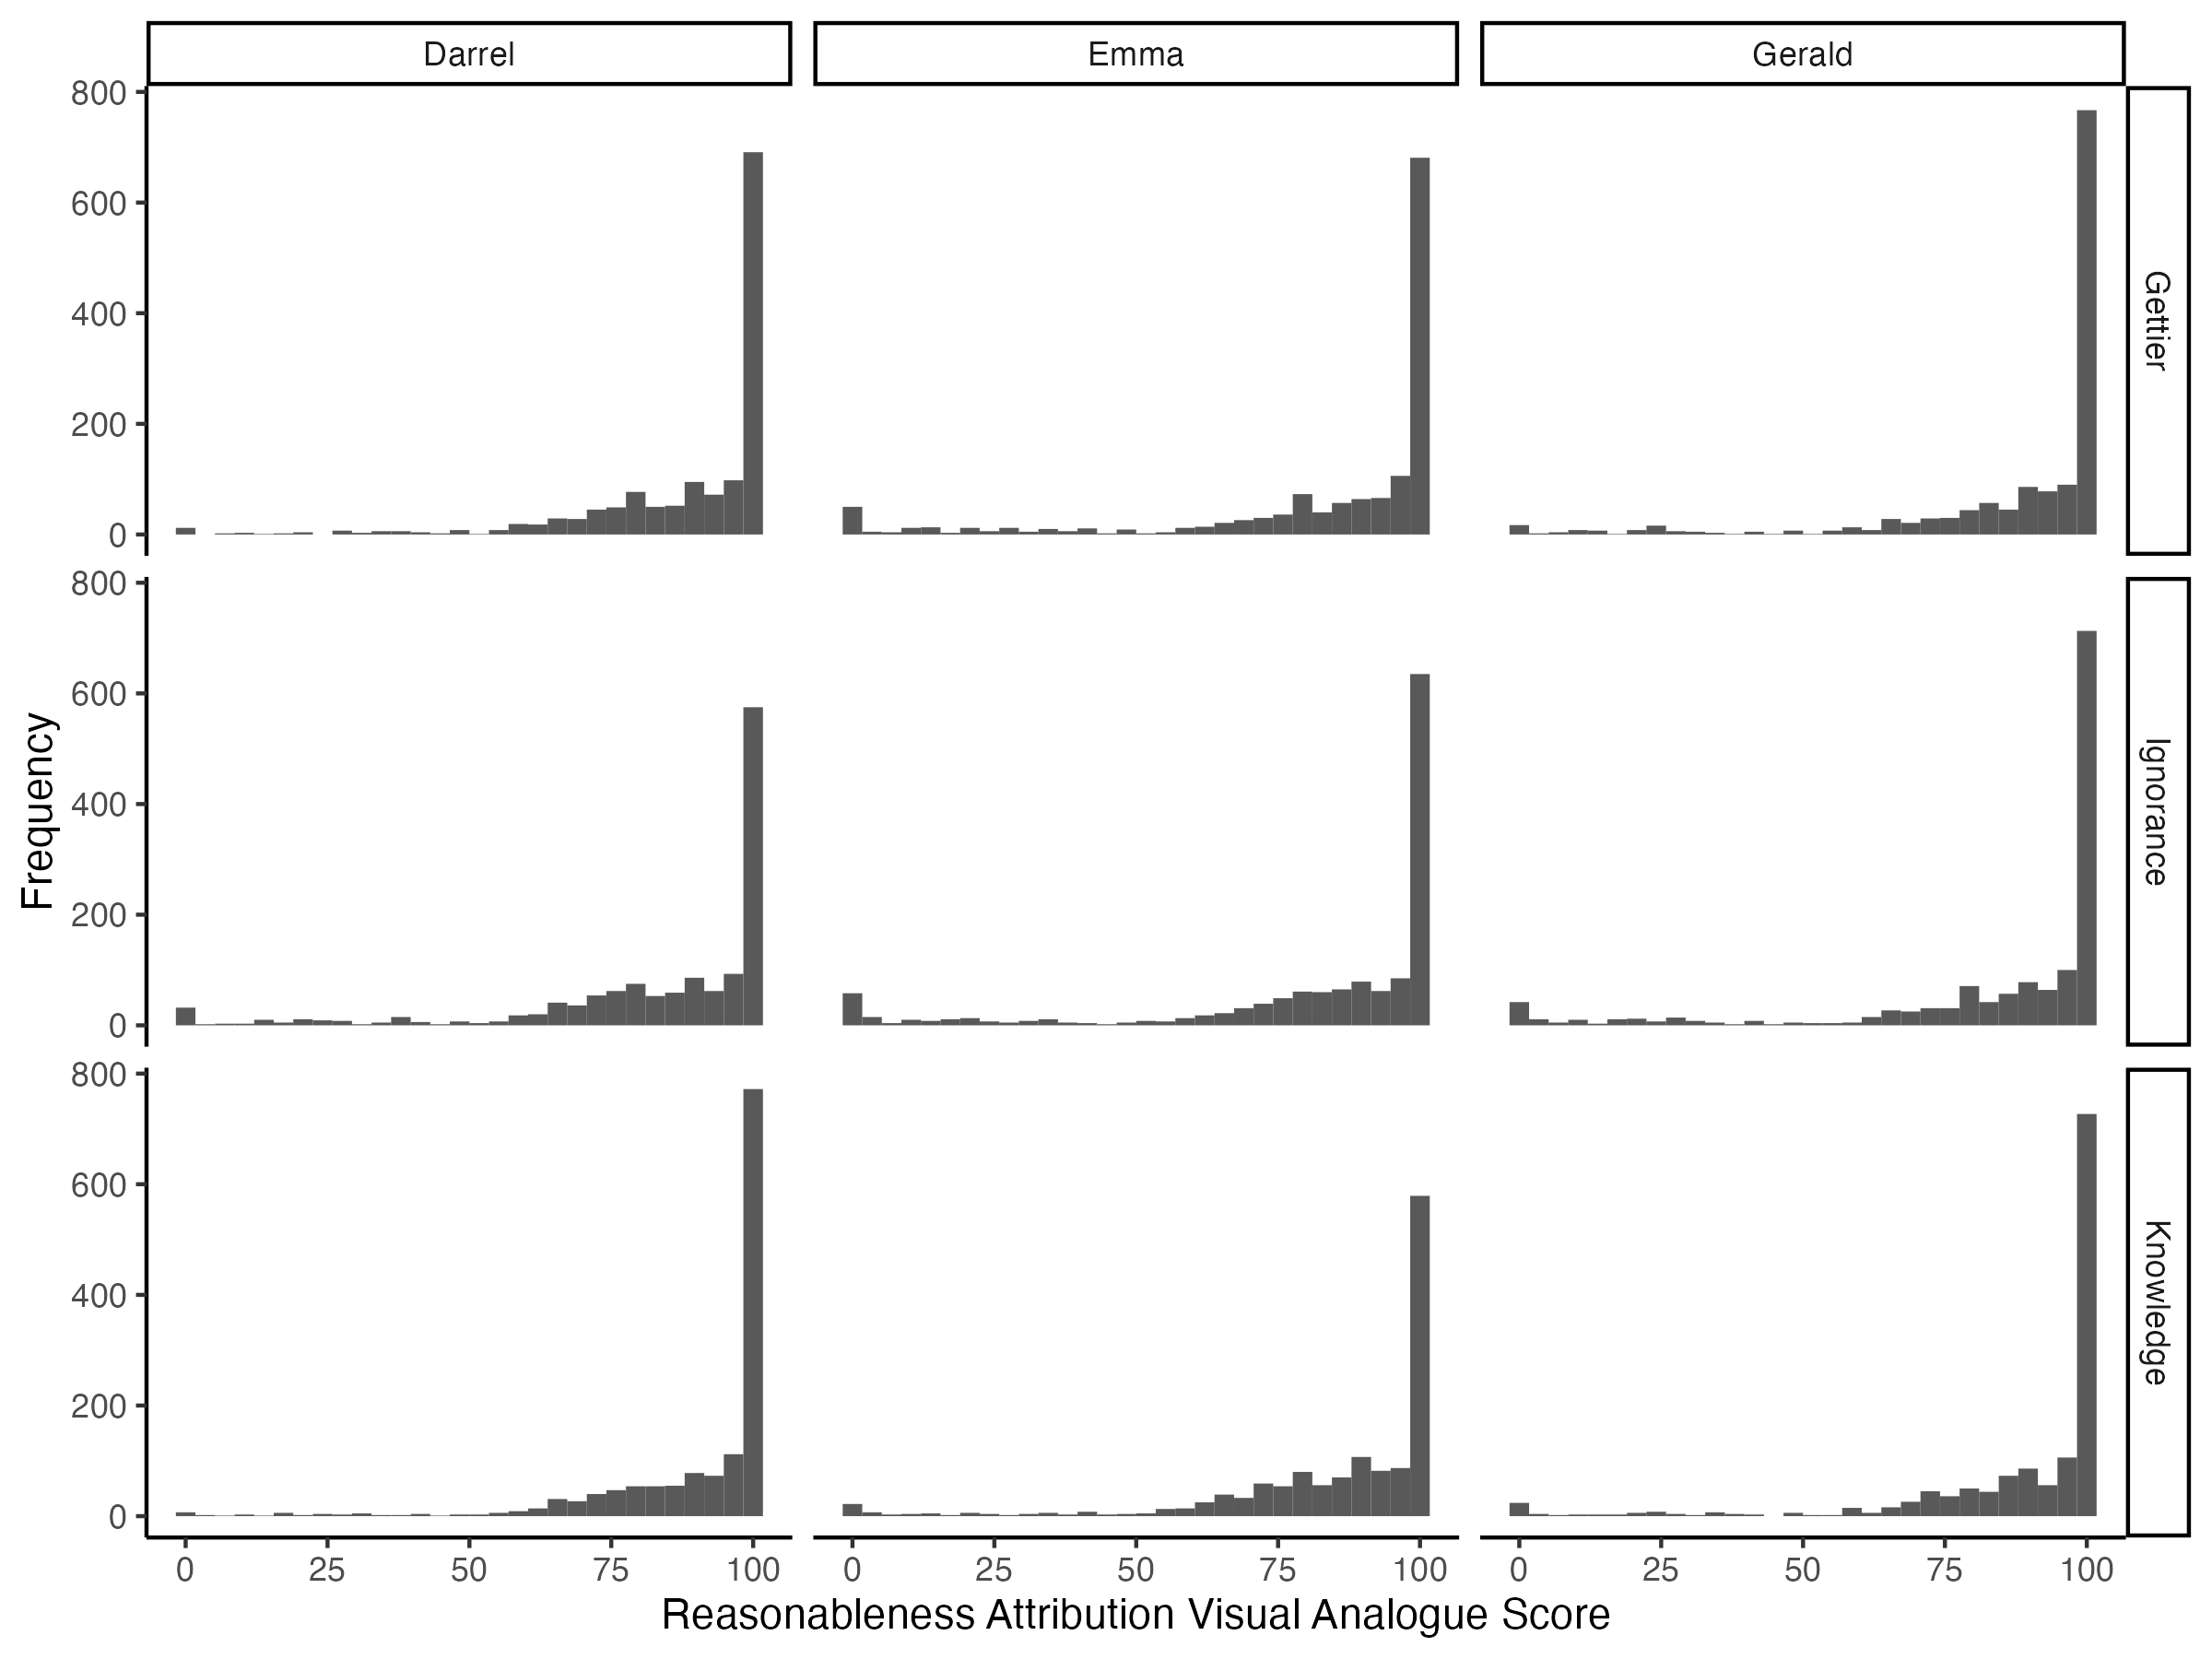 Darrel Emma Gerald
800
600
400
200
0
Gettier
800
600
400
200
0
Ignorance
800
600
400
200
0
Knowledge
Frequency
0 25 50 75 100 0 25 50 75 100 0 25 50 75 100
Reasonableness Attribution Visual Analogue Score